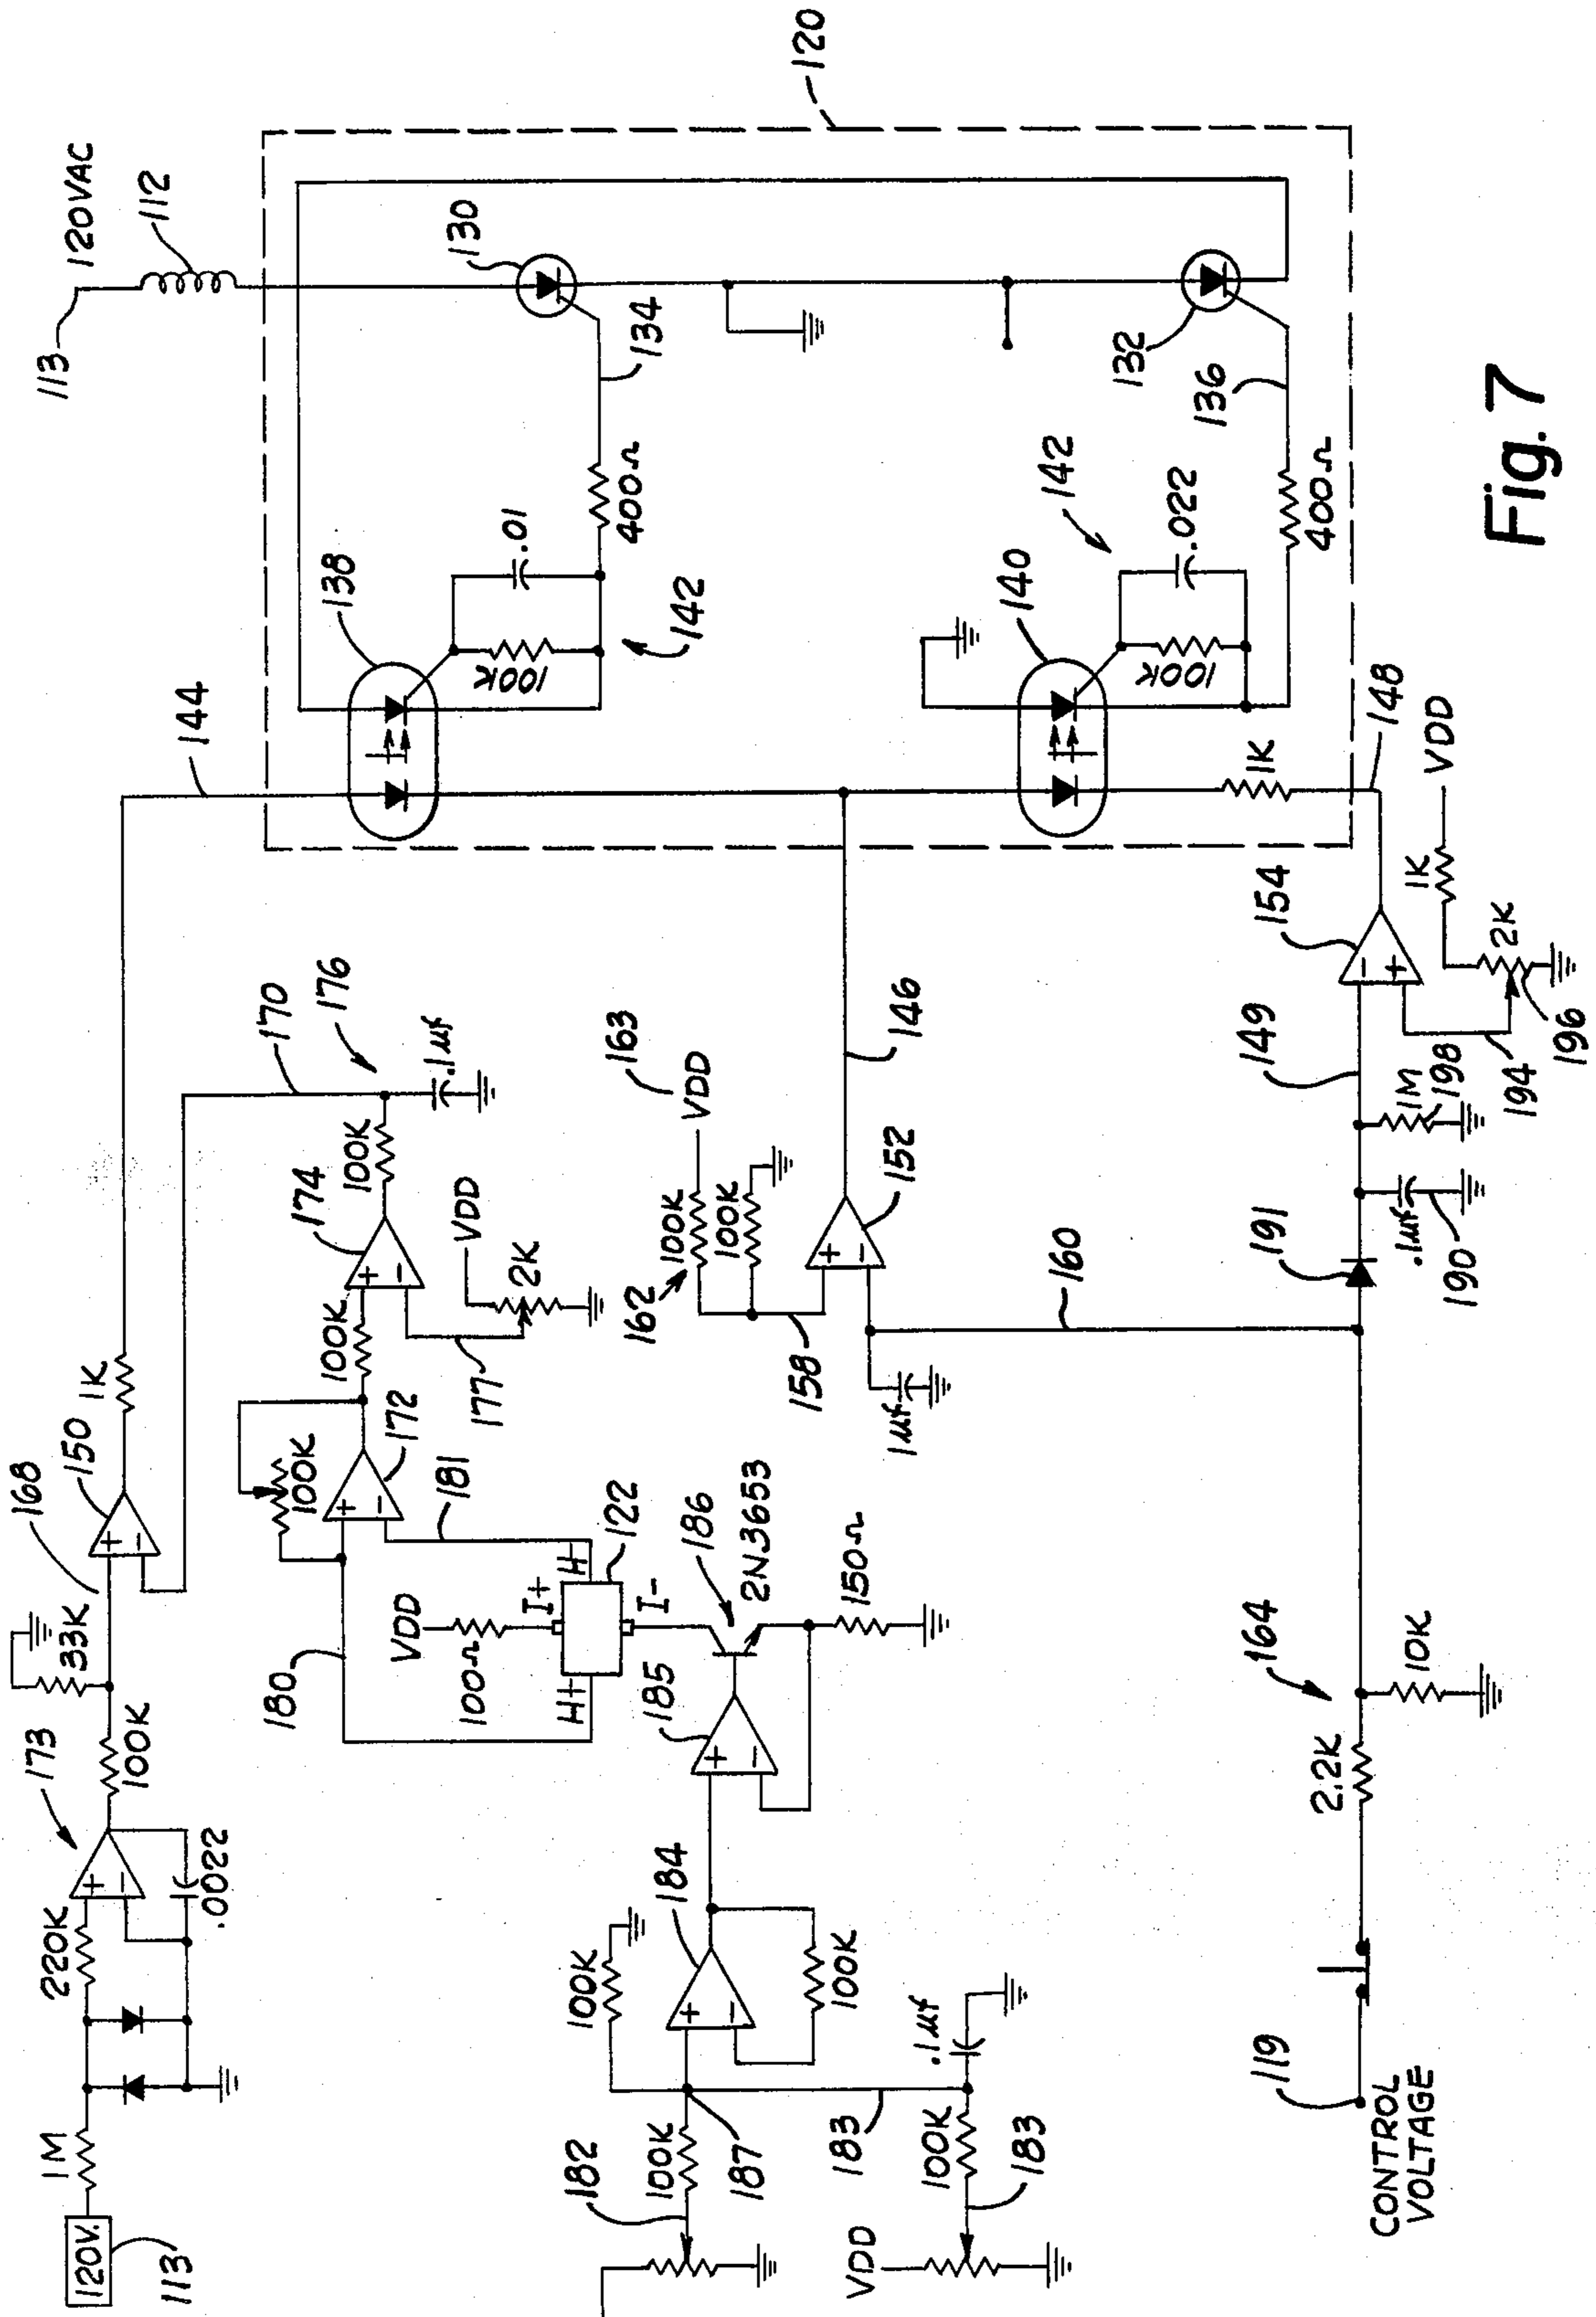 113
120V.
1M
220K
.0022
173
100K
33K
168
150
1K
144
170
176
.1µf
100K
174
100K
VDD
2K
177
172
100K
181
180
VDD
100Ω
I+
H+
H-
I-
122
186
2N3653
150Ω
185
184
100K
100K
182
100K
187
183
.1µf
100K
183
VDD
163
VDD
162
100K
100K
158
152
146
1µf
160
119
CONTROL
VOLTAGE
2.2K
164
10K
191
.1µf
190
1M
198
149
154
194
196
2K
1K
VDD
148
113
120VAC
112
120
130
134
138
.01
100K
400Ω
142
132
136
140
142
.022
100K
400Ω
1K
Fig. 7